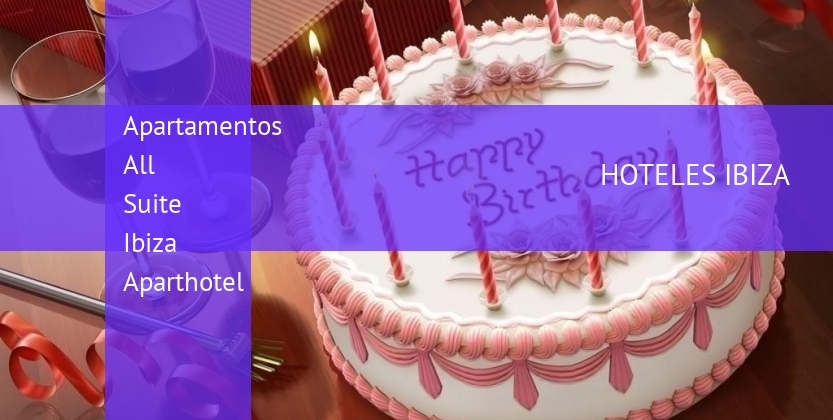 Apartamentos
All
Suite
Ibiza
Aparthotel
HOTELES IBIZA
Happy
Birthday